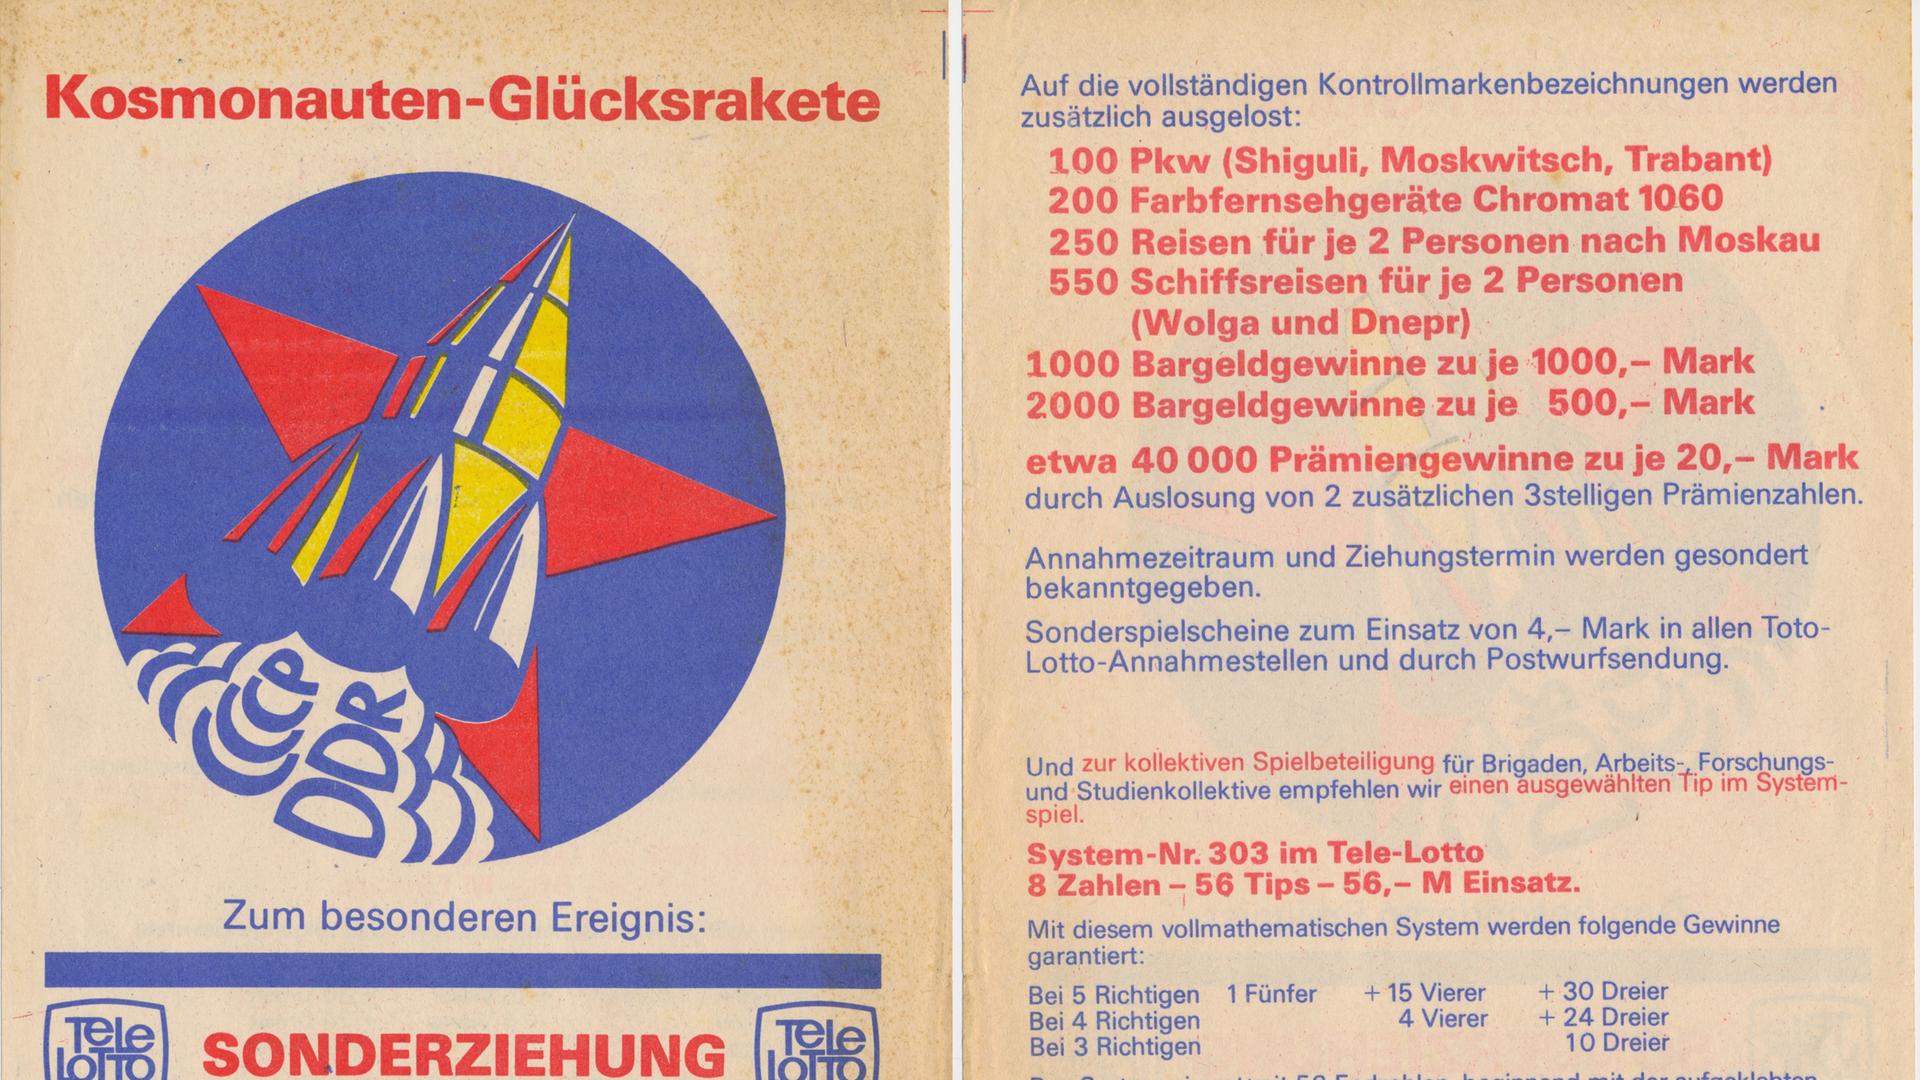 Kosmonauten-Glücksrakete
CCCP
DDR
Zum besonderen Ereignis:
Tele
LOTTO
SONDERZIEHUNG
Tele
LOTTO
Auf die vollständigen Kontrollmarkenbezeichnungen werden
zusätzlich ausgelost:
100 Pkw (Shiguli, Moskwitsch, Trabant)
200 Farbfernsehgeräte Chromat 1060
250 Reisen für je 2 Personen nach Moskau
550 Schiffsreisen für je 2 Personen
(Wolga und Dnepr)
1000 Bargeldgewinne zu je 1000,– Mark
2000 Bargeldgewinne zu je 500,– Mark
etwa 40 000 Prämiengewinne zu je 20,– Mark
durch Auslosung von 2 zusätzlichen 3stelligen Prämienzahlen.
Annahmezeitraum und Ziehungstermin werden gesondert
bekanntgegeben.
Sonderspielscheine zum Einsatz von 4,– Mark in allen Toto-
Lotto-Annahmestellen und durch Postwurfsendung.
Und zur kollektiven Spielbeteiligung für Brigaden, Arbeits-, Forschungs-
und Studienkollektive empfehlen wir einen ausgewählten Tip im System-
spiel.
System-Nr. 303 im Tele-Lotto
8 Zahlen – 56 Tips – 56,– M Einsatz.
Mit diesem vollmathematischen System werden folgende Gewinne
garantiert:
Bei 5 Richtigen 1 Fünfer + 15 Vierer + 30 Dreier
Bei 4 Richtigen 4 Vierer + 24 Dreier
Bei 3 Richtigen 10 Dreier